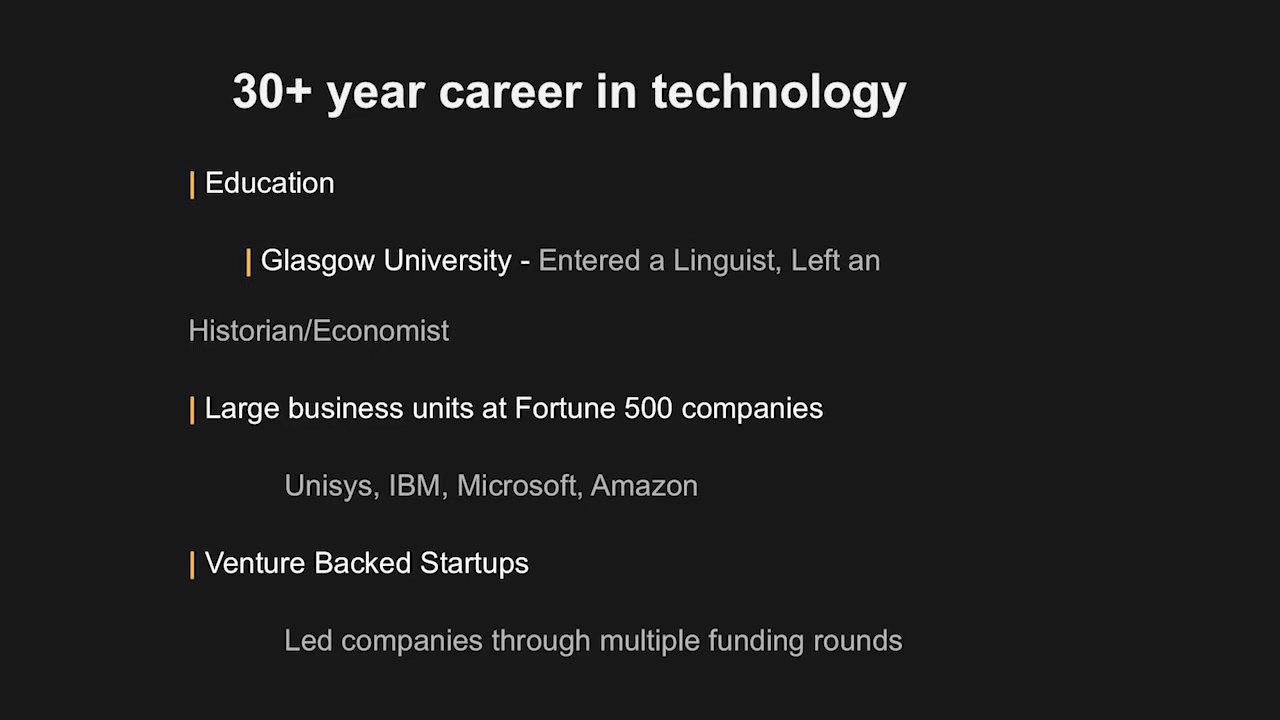 30+ year career in technology
| Education
| Glasgow University - Entered a Linguist, Left an
Historian/Economist
| Large business units at Fortune 500 companies
Unisys, IBM, Microsoft, Amazon
| Venture Backed Startups
Led companies through multiple funding rounds